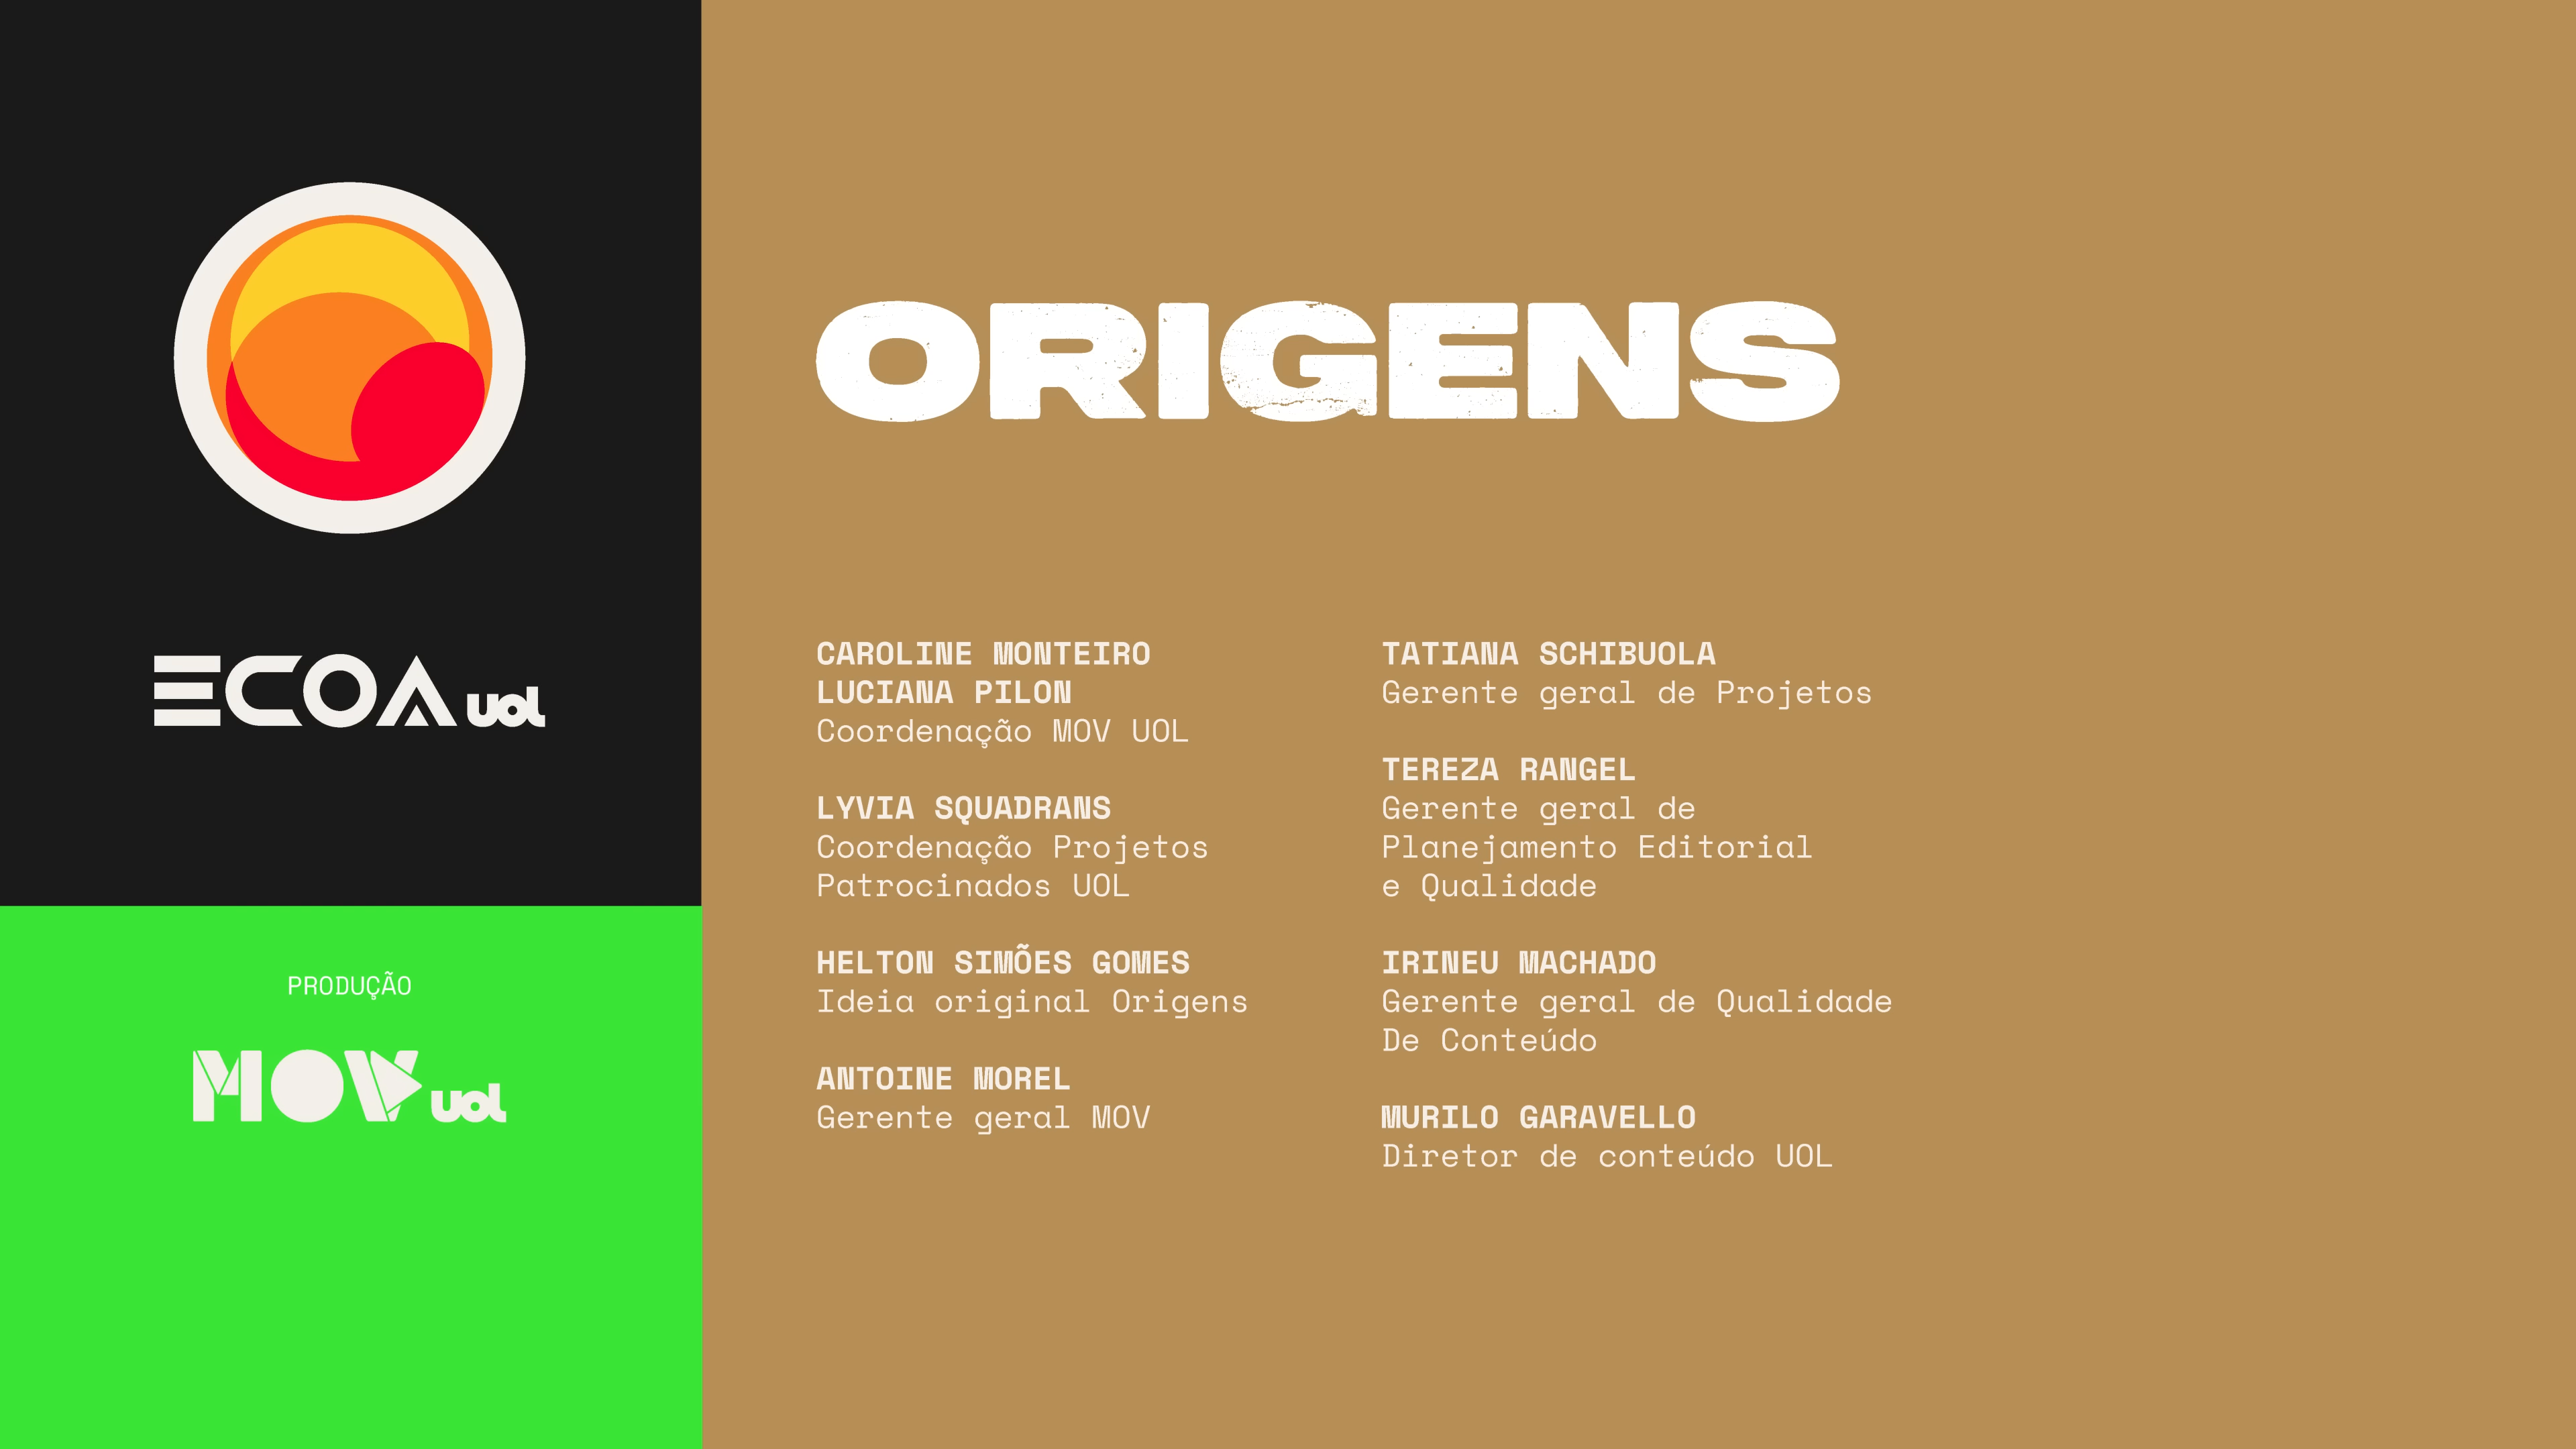 ECOA uol
PRODUÇÃO
MOV uol
ORIGENS
CAROLINE MONTEIRO
LUCIANA PILON
Coordenação MOV UOL
LYVIA SQUADRANS
Coordenação Projetos
Patrocinados UOL
HELTON SIMÕES GOMES
Ideia original Origens
ANTOINE MOREL
Gerente geral MOV
TATIANA SCHIBUOLA
Gerente geral de Projetos
TEREZA RANGEL
Gerente geral de
Planejamento Editorial
e Qualidade
IRINEU MACHADO
Gerente geral de Qualidade
De Conteúdo
MURILO GARAVELLO
Diretor de conteúdo UOL